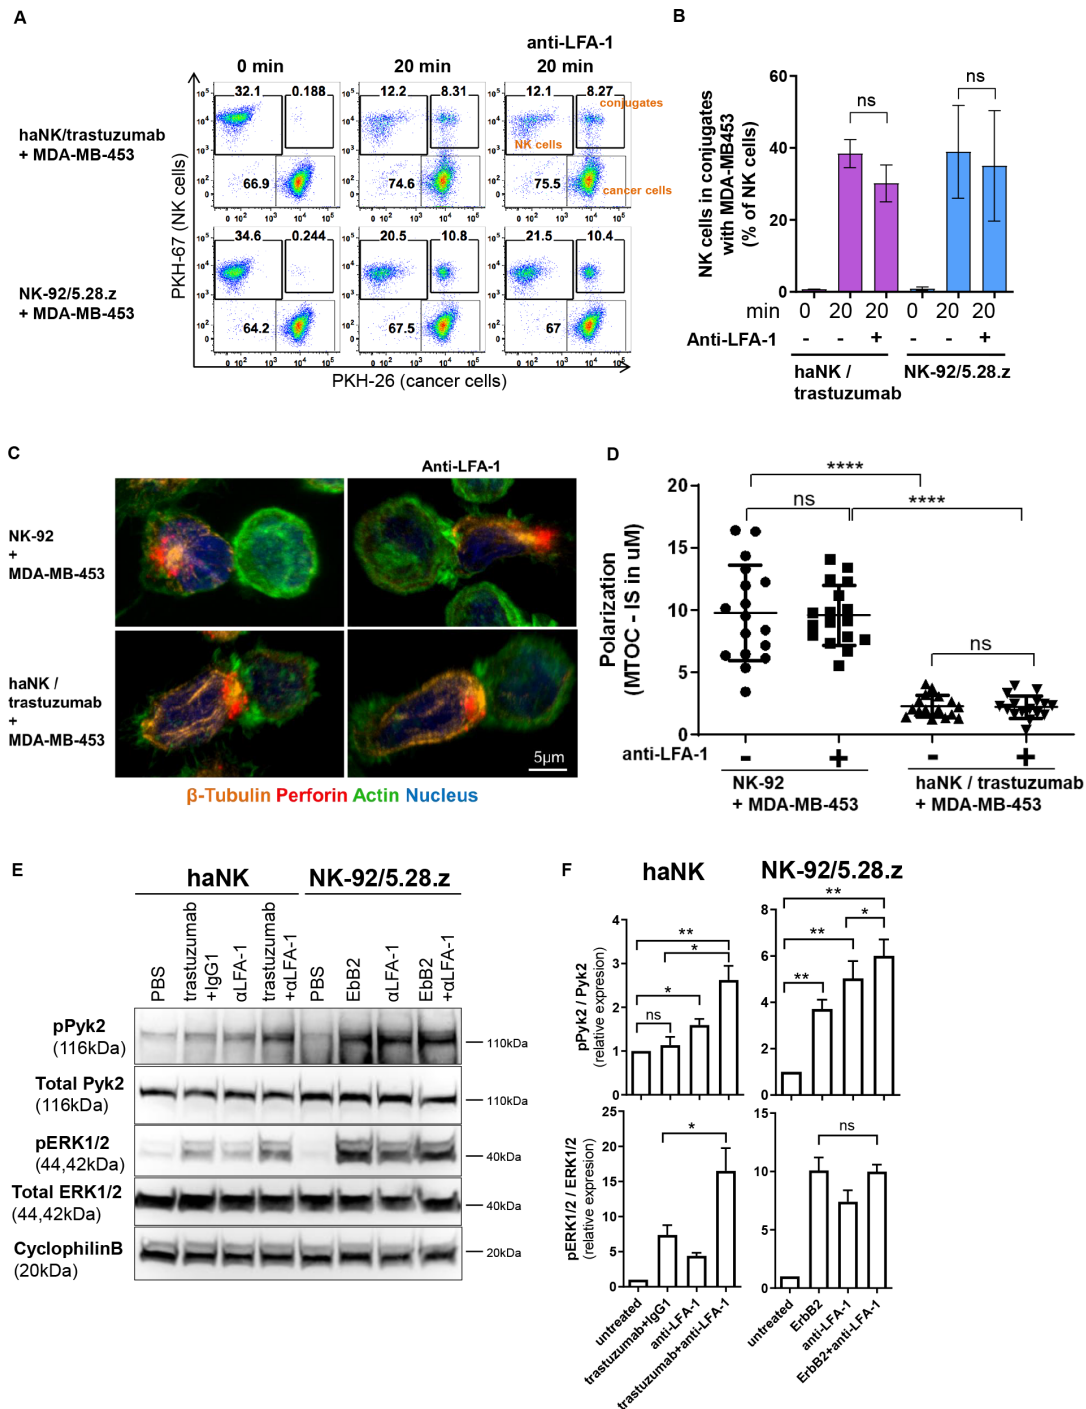 A
anti-LFA-1
0 min
20 min
20 min
haNK/trastuzumab
+ MDA-MB-453
NK-92/5.28.z
+ MDA-MB-453
PKH-67 (NK cells)
32.1
0.188
66.9
12.2
8.31
74.6
12.1
8.27
75.5
conjugates
NK cells
cancer cells
34.6
0.244
64.2
20.5
10.8
67.5
21.5
10.4
67
PKH-26 (cancer cells)
B
NK cells in conjugates
with MDA-MB453
(% of NK cells)
60
40
20
0
ns
ns
min 0 20 20 0 20 20
Anti-LFA-1 - - + - - +
haNK /
trastuzumab
NK-92/5.28.z
C
Anti-LFA-1
NK-92
+
MDA-MB-453
haNK /
trastuzumab
+
MDA-MB-453
5µm
β-Tubulin Perforin Actin Nucleus
D
Polarization
(MTOC - IS in uM)
20
15
10
5
0
****
ns
****
ns
anti-LFA-1 - + - +
NK-92
+ MDA-MB-453
haNK / trastuzumab
+ MDA-MB-453
E
haNK
NK-92/5.28.z
PBS
trastuzumab
+IgG1
αLFA-1
trastuzumab
+αLFA-1
PBS
EbB2
αLFA-1
EbB2
+αLFA-1
pPyk2
(116kDa)
110kDa
Total Pyk2
(116kDa)
110kDa
pERK1/2
(44,42kDa)
40kDa
Total ERK1/2
(44,42kDa)
40kDa
CyclophilinB
(20kDa)
20kDa
F
haNK
NK-92/5.28.z
pPyk2 / Pyk2
(relative expression)
4
3
2
1
0
**
*
*
ns
8
6
4
2
0
**
*
**
**
pERK1/2 / ERK1/2
(relative expression)
25
20
15
10
5
0
*
15
10
5
0
ns
untreated
trastuzumab+IgG1
anti-LFA-1
trastuzumab+anti-LFA-1
untreated
ErbB2
anti-LFA-1
ErbB2+anti-LFA-1